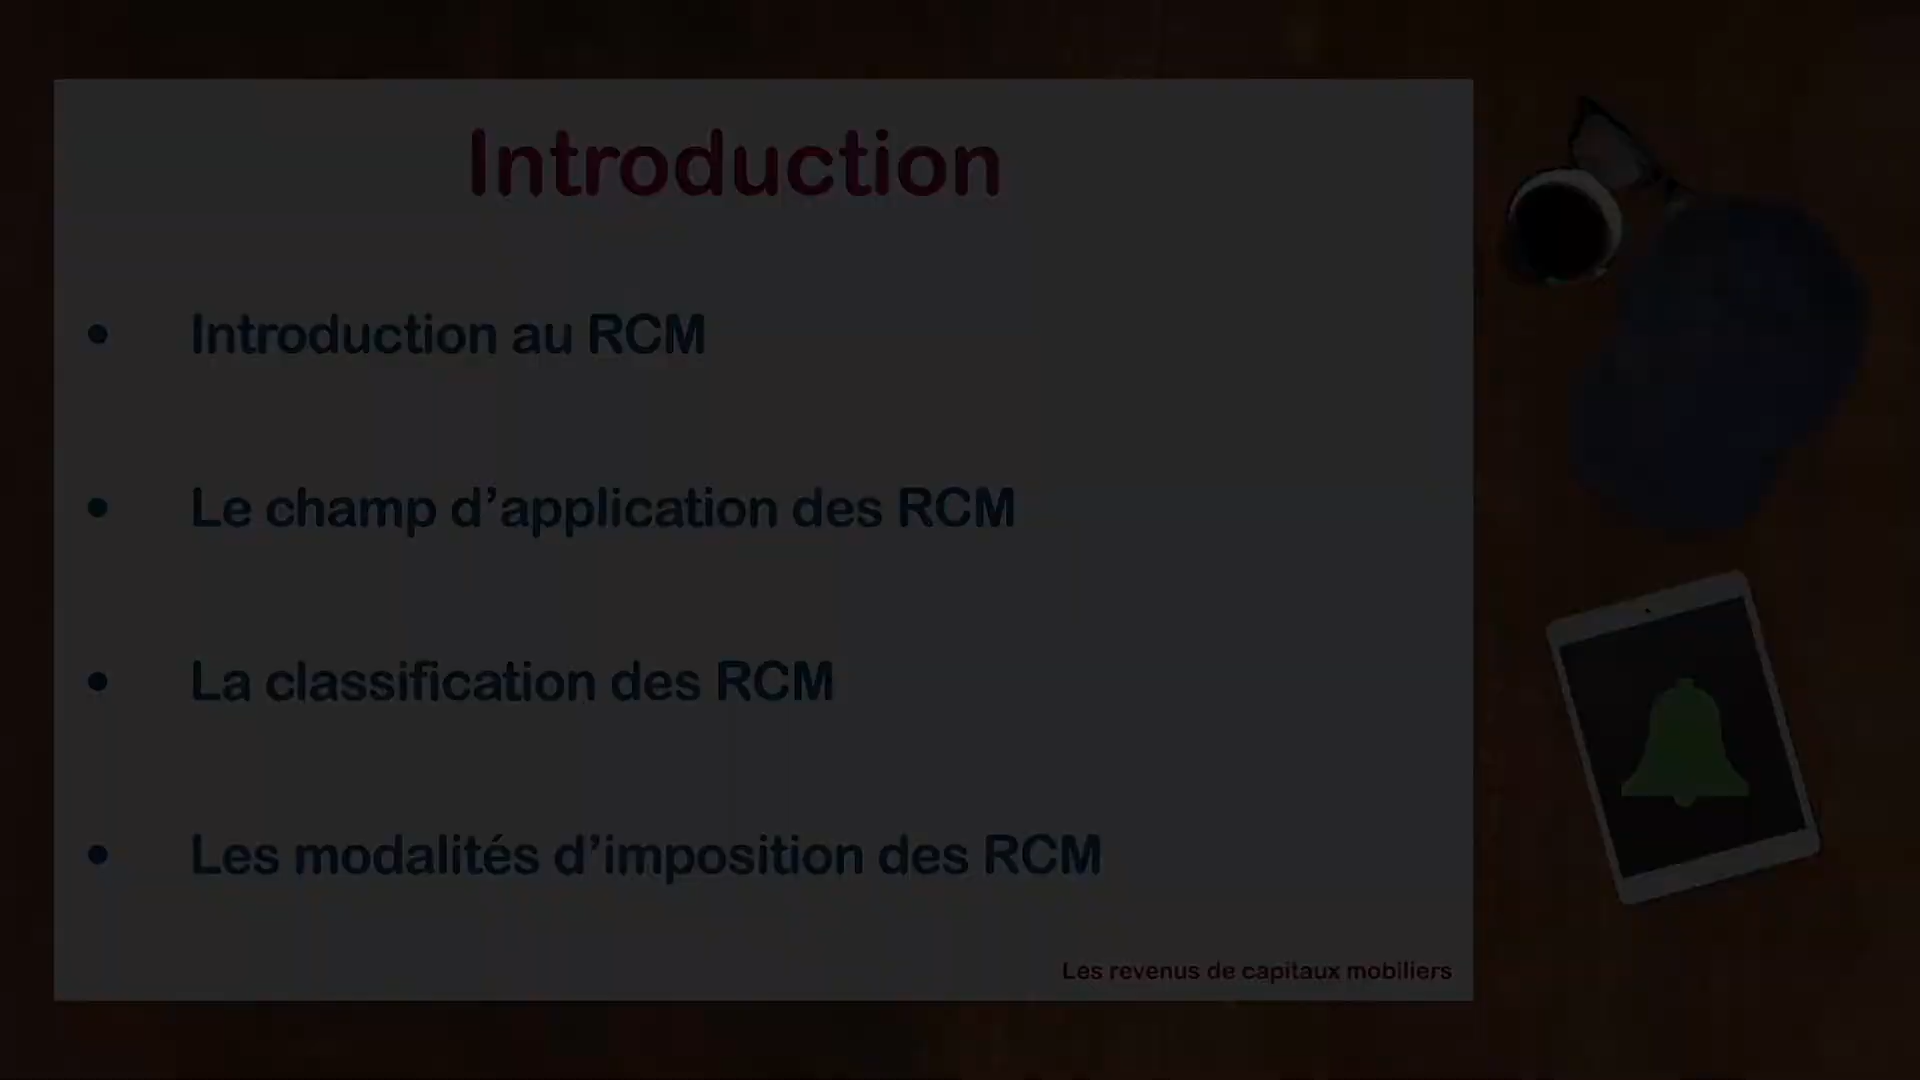 Introduction
• Introduction au RCM
• Le champ d’application des RCM
• La classification des RCM
• Les modalités d’imposition des RCM
Les revenus de capitaux mobiliers